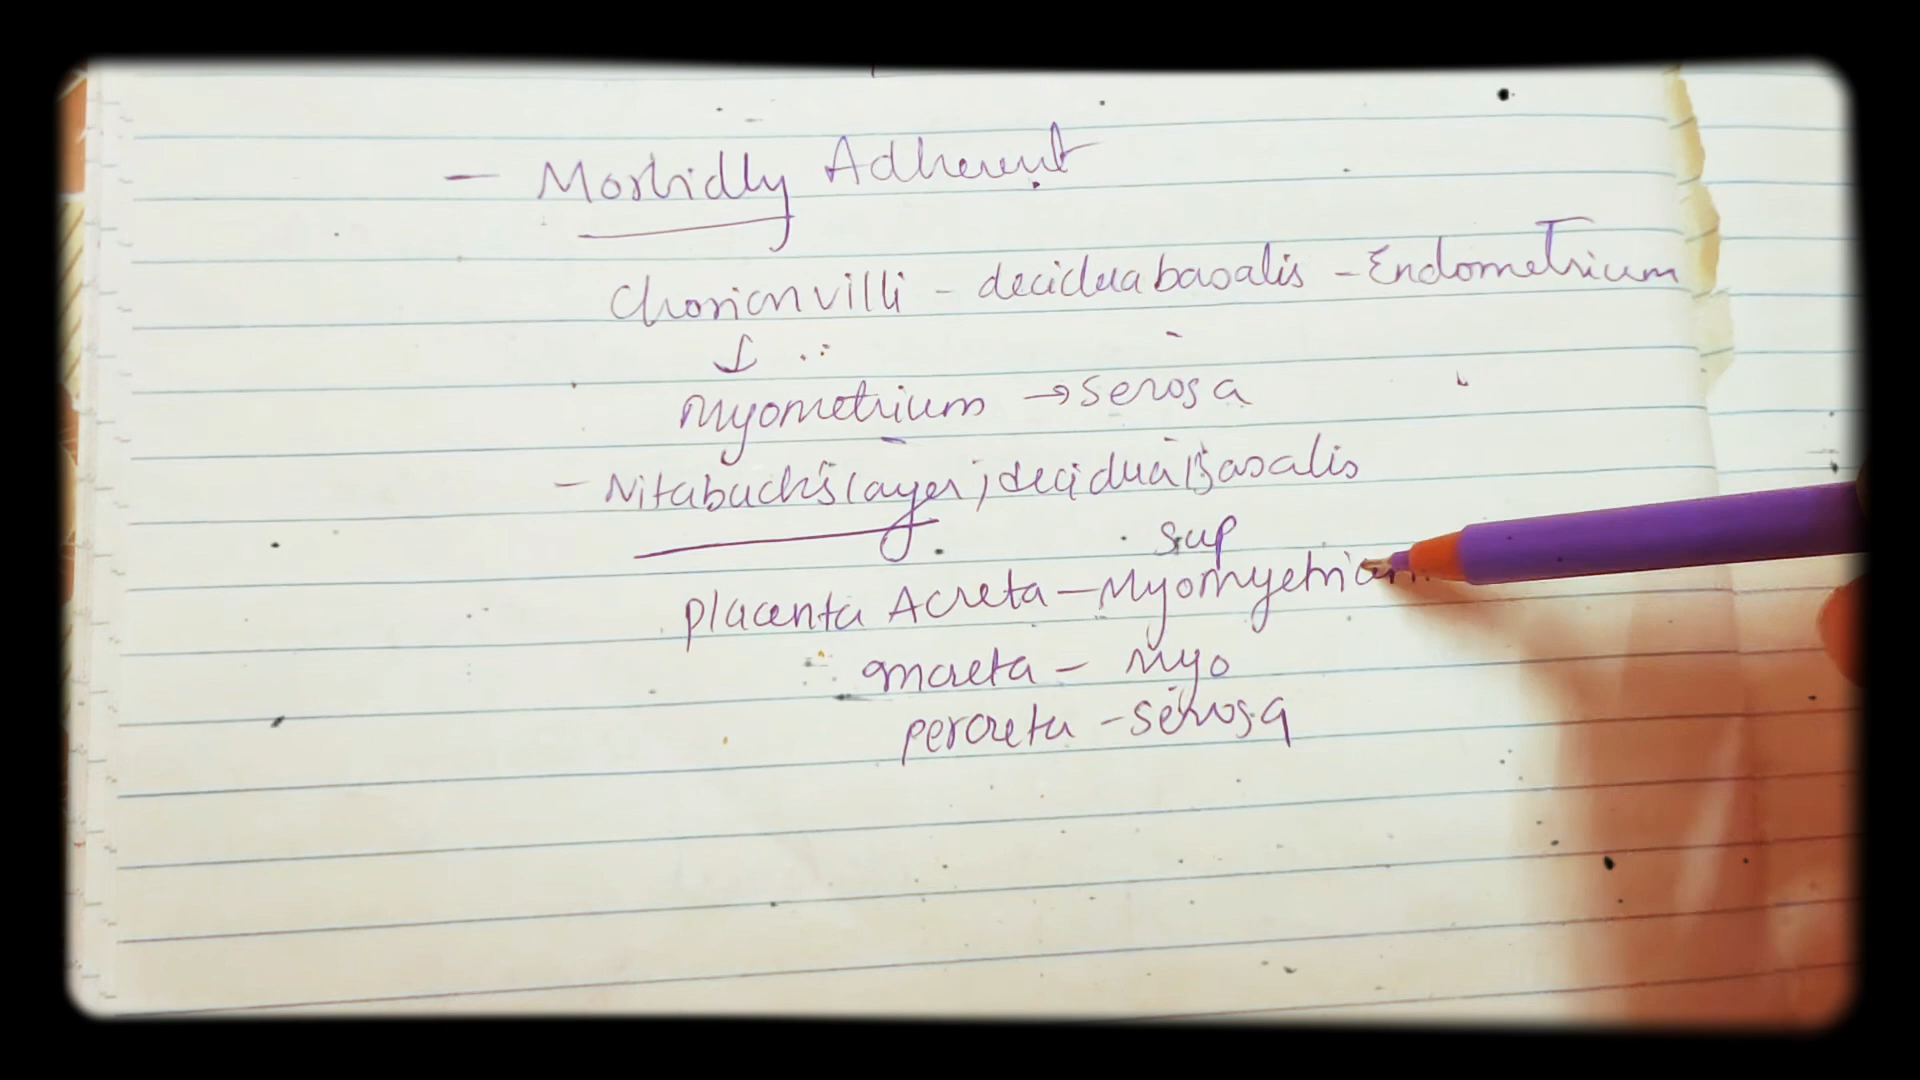 - Morbidly Adherent
Chorion villi - decidua basalis - Endometrium
↓
Myometrium → Serosa
- Nitabuch's layer ; decidua Basalis
Sup
placenta Acreta - Myomyetrium
increta - Myo
percreta - Serosa